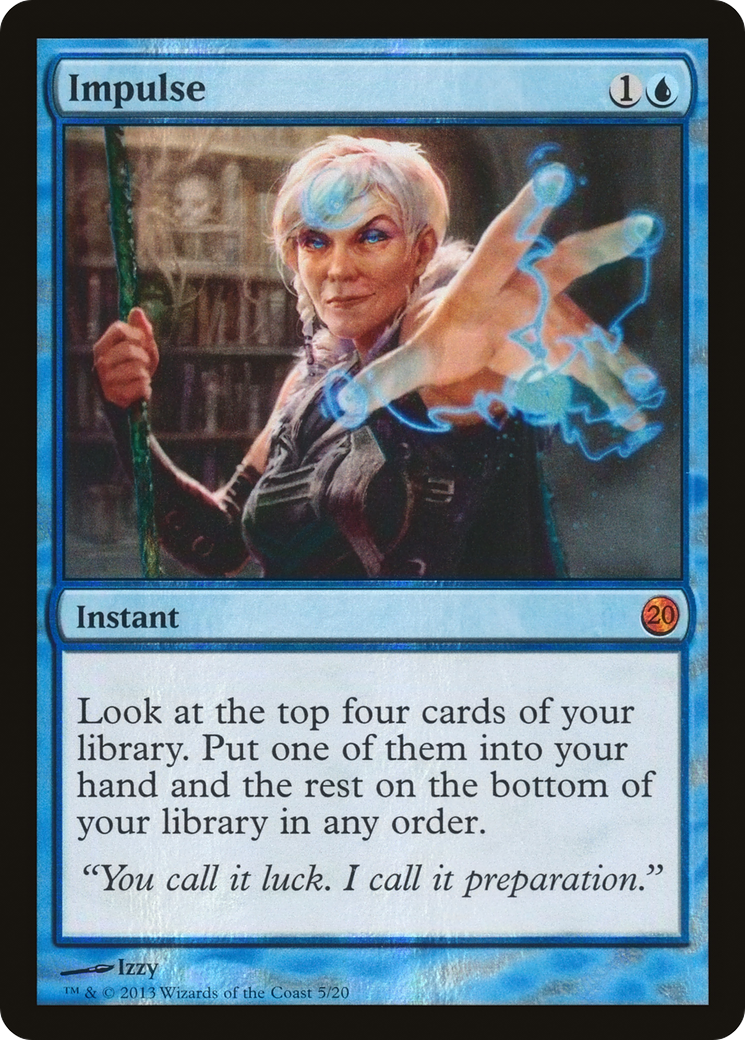 Impulse 1
Instant 20
Look at the top four cards of your
library. Put one of them into your
hand and the rest on the bottom of
your library in any order.
“You call it luck. I call it preparation.”
Izzy
™ & © 2013 Wizards of the Coast 5/20